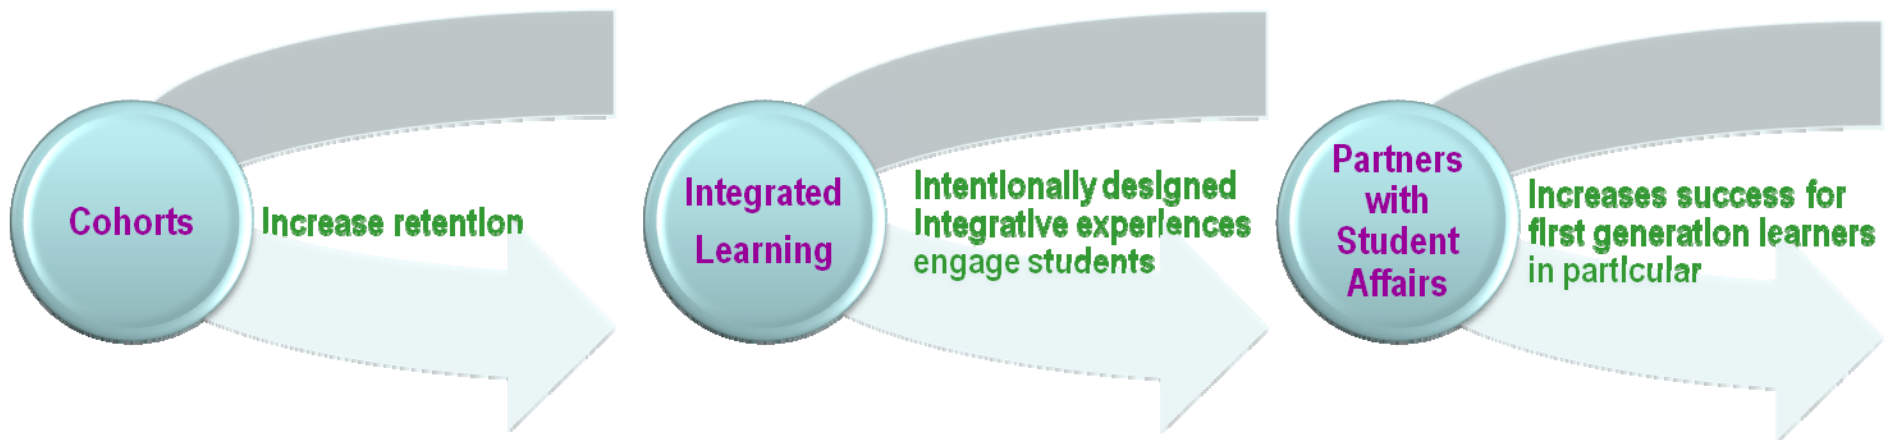 Cohorts
Increase retention
Integrated
Learning
Intentionally designed
Integrative experiences
engage students
Partners
with
Student
Affairs
Increases success for
first generation learners
in particular